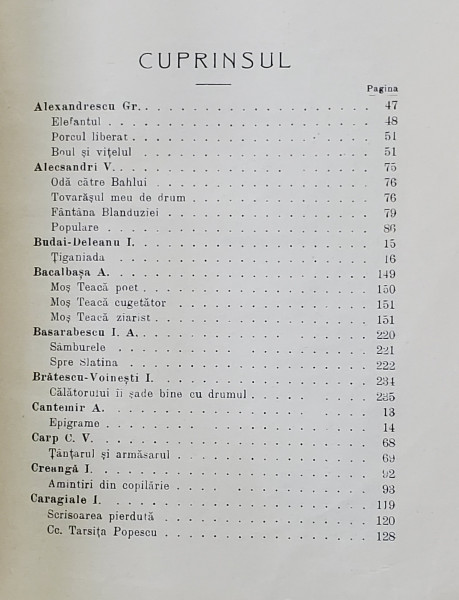 CUPRINSUL
Pagina
Alexandrescu Gr. . . . . . . . . . . . . . . . . . 47
Elefantul . . . . . . . . . . . . . . . . . . 48
Porcul liberat . . . . . . . . . . . . . . . . 51
Boul și vițelul . . . . . . . . . . . . . . . . 51
Alecsandri V. . . . . . . . . . . . . . . . . . . 75
Odă către Bahlui . . . . . . . . . . . . . . . 76
Tovarășul meu de drum . . . . . . . . . . . . . 76
Fântâna Blanduziei . . . . . . . . . . . . . . 79
Populare . . . . . . . . . . . . . . . . . . 86
Budai-Deleanu I. . . . . . . . . . . . . . . . . . 15
Țiganiada . . . . . . . . . . . . . . . . . . 16
Bacalbașa A. . . . . . . . . . . . . . . . . . . 149
Moș Teacă poet . . . . . . . . . . . . . . . . 150
Moș Teacă cugetător . . . . . . . . . . . . . . 151
Moș Teacă ziarist . . . . . . . . . . . . . . . 151
Basarabescu I. A. . . . . . . . . . . . . . . . . 220
Sâmburele . . . . . . . . . . . . . . . . . . 221
Spre Slatina . . . . . . . . . . . . . . . . . 222
Brătescu-Voinești I. . . . . . . . . . . . . . . . 234
Călătorului îi șade bine cu drumul . . . . . . . . 235
Cantemir A. . . . . . . . . . . . . . . . . . . 13
Epigrame . . . . . . . . . . . . . . . . . . 14
Carp C. V. . . . . . . . . . . . . . . . . . . . 68
Țânțarul și armăsarul . . . . . . . . . . . . . 69
Creangă I. . . . . . . . . . . . . . . . . . . . 92
Amintiri din copilărie . . . . . . . . . . . . . 93
Caragiale I. . . . . . . . . . . . . . . . . . . 119
Scrisoarea pierdută . . . . . . . . . . . . . . 120
Cc. Tarsița Popescu . . . . . . . . . . . . . . 128